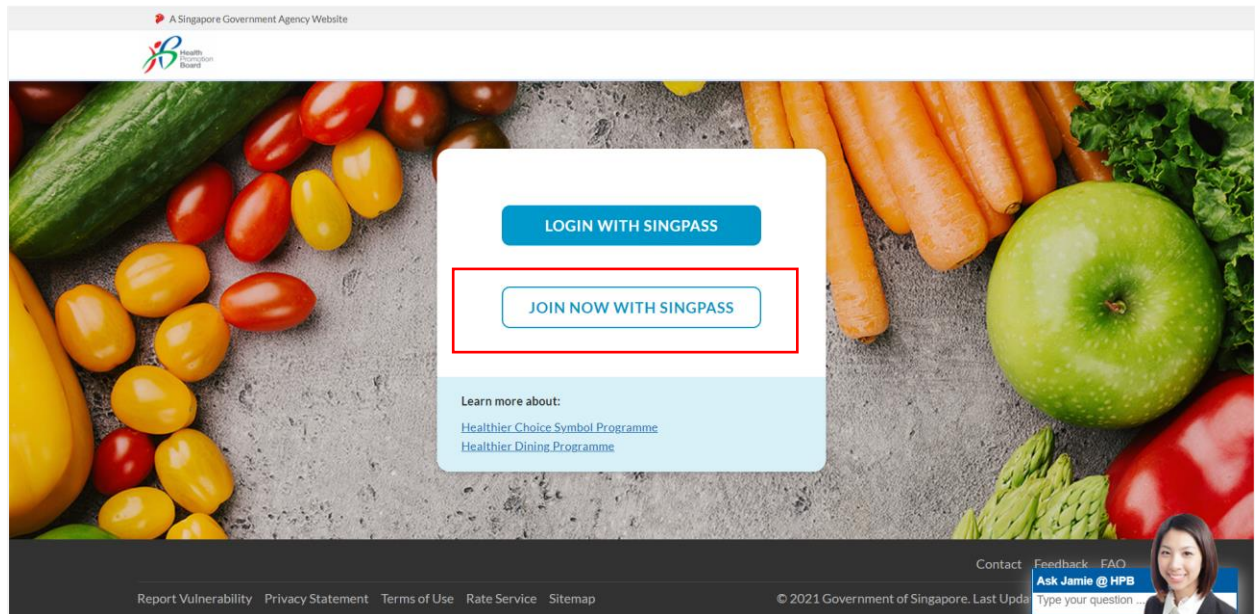 A Singapore Government Agency Website
Health
Promotion
Board
LOGIN WITH SINGPASS
JOIN NOW WITH SINGPASS
Learn more about:
Healthier Choice Symbol Programme
Healthier Dining Programme
Contact Feedback FAQ
Ask Jamie @ HPB
Type your question ...
Report Vulnerability Privacy Statement Terms of Use Rate Service Sitemap
© 2021 Government of Singapore. Last Upda